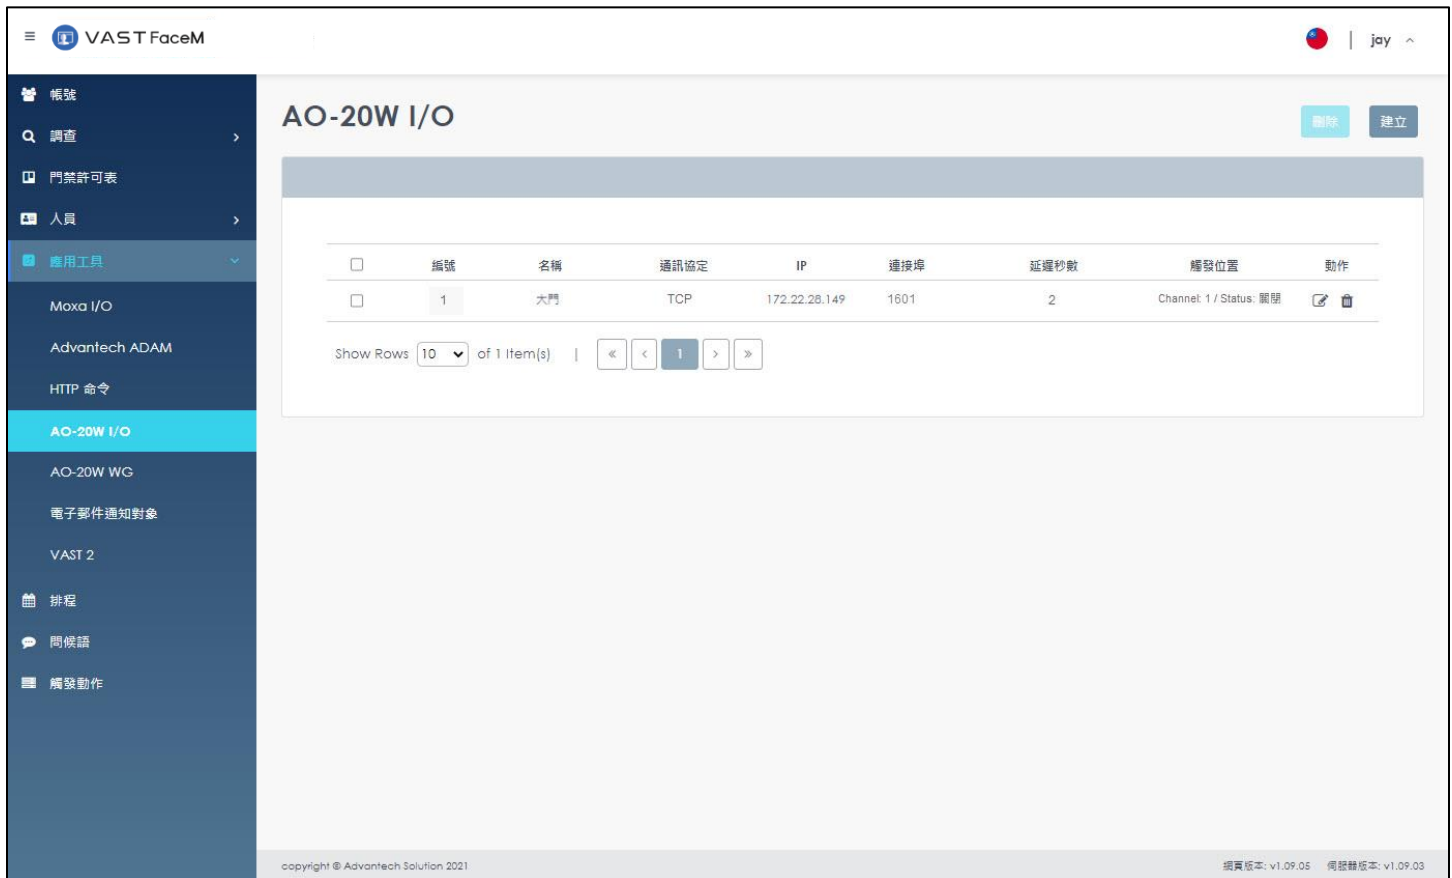 VAST FaceM
jay
帳號
調查
門禁許可表
人員
應用工具
Moxa I/O
Advantech ADAM
HTTP 命令
AO-20W I/O
AO-20W WG
電子郵件通知對象
VAST 2
排程
問候語
觸發動作
AO-20W I/O
刪除 建立
編號 名稱 通訊協定 IP 連接埠 延遲秒數 觸發位置 動作
1 大門 TCP 172.22.28.149 1601 2 Channel: 1 / Status: 關閉
Show Rows 10 of 1 Item(s) | « < 1 > »
copyright © Advantech Solution 2021 網頁版本: v1.09.05 伺服器版本: v1.09.03